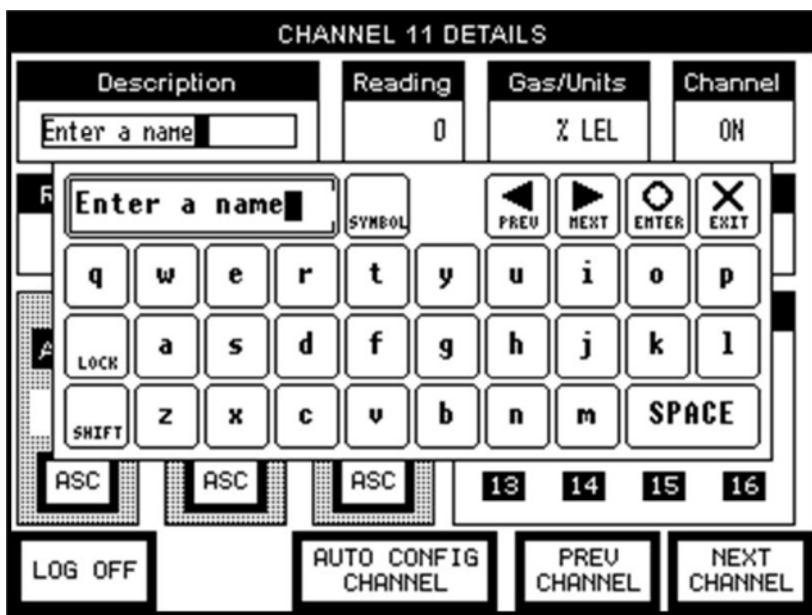 CHANNEL 11 DETAILS
Description Reading Gas/Units Channel
Enter a name 0 % LEL ON
Enter a name SYMBOL PREV NEXT ENTER EXIT
q w e r t y u i o p
LOCK a s d f g h j k l
SHIFT z x c v b n m SPACE
ASC ASC ASC 13 14 15 16
LOG OFF AUTO CONFIG CHANNEL PREV CHANNEL NEXT CHANNEL